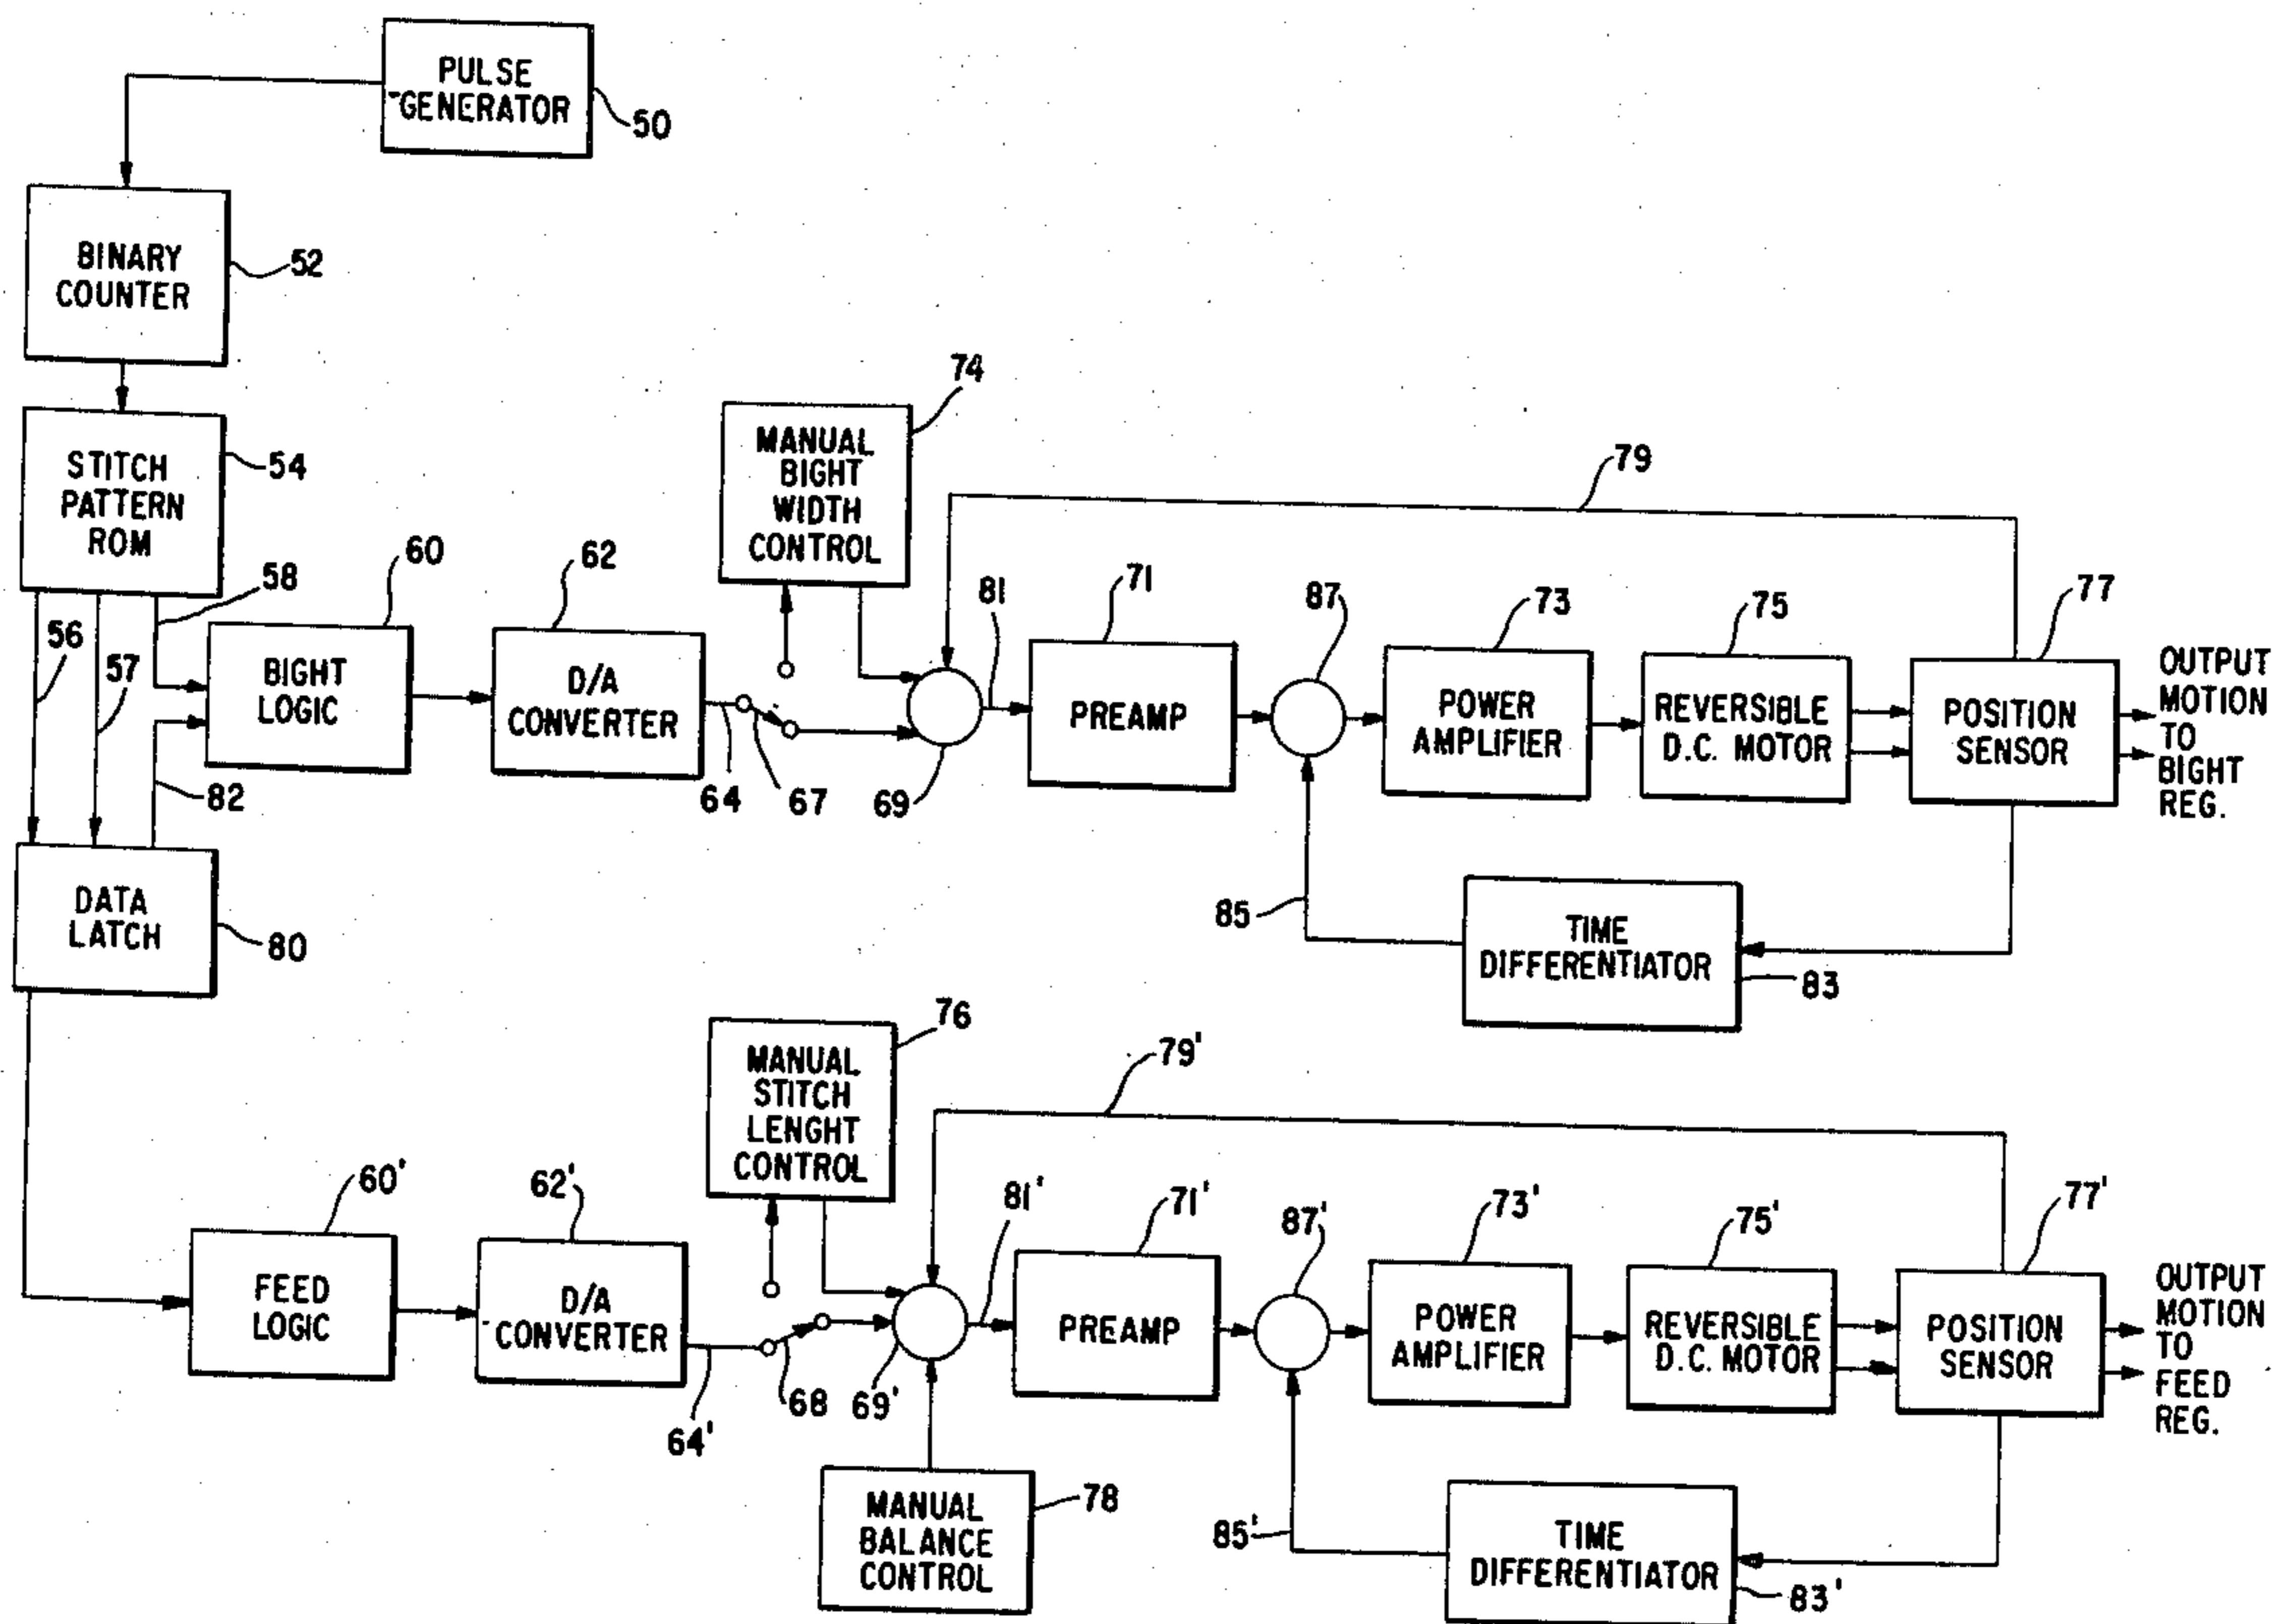 PULSE
GENERATOR
50
BINARY
COUNTER
52
STITCH
PATTERN
ROM
54
56
57
58
82
BIGHT
LOGIC
60
D/A
CONVERTER
62
64
67
MANUAL
BIGHT
WIDTH
CONTROL
74
69
81
PREAMP
71
87
POWER
AMPLIFIER
73
REVERSIBLE
D.C. MOTOR
75
POSITION
SENSOR
77
79
OUTPUT
MOTION
TO
BIGHT
REG.
TIME
DIFFERENTIATOR
83
85
DATA
LATCH
80
FEED
LOGIC
60'
D/A
CONVERTER
62'
64'
68
MANUAL
STITCH
LENGHT
CONTROL
76
69'
MANUAL
BALANCE
CONTROL
78
81'
PREAMP
71'
87'
POWER
AMPLIFIER
73'
REVERSIBLE
D.C. MOTOR
75'
POSITION
SENSOR
77'
79'
OUTPUT
MOTION
TO
FEED
REG.
TIME
DIFFERENTIATOR
83'
85'